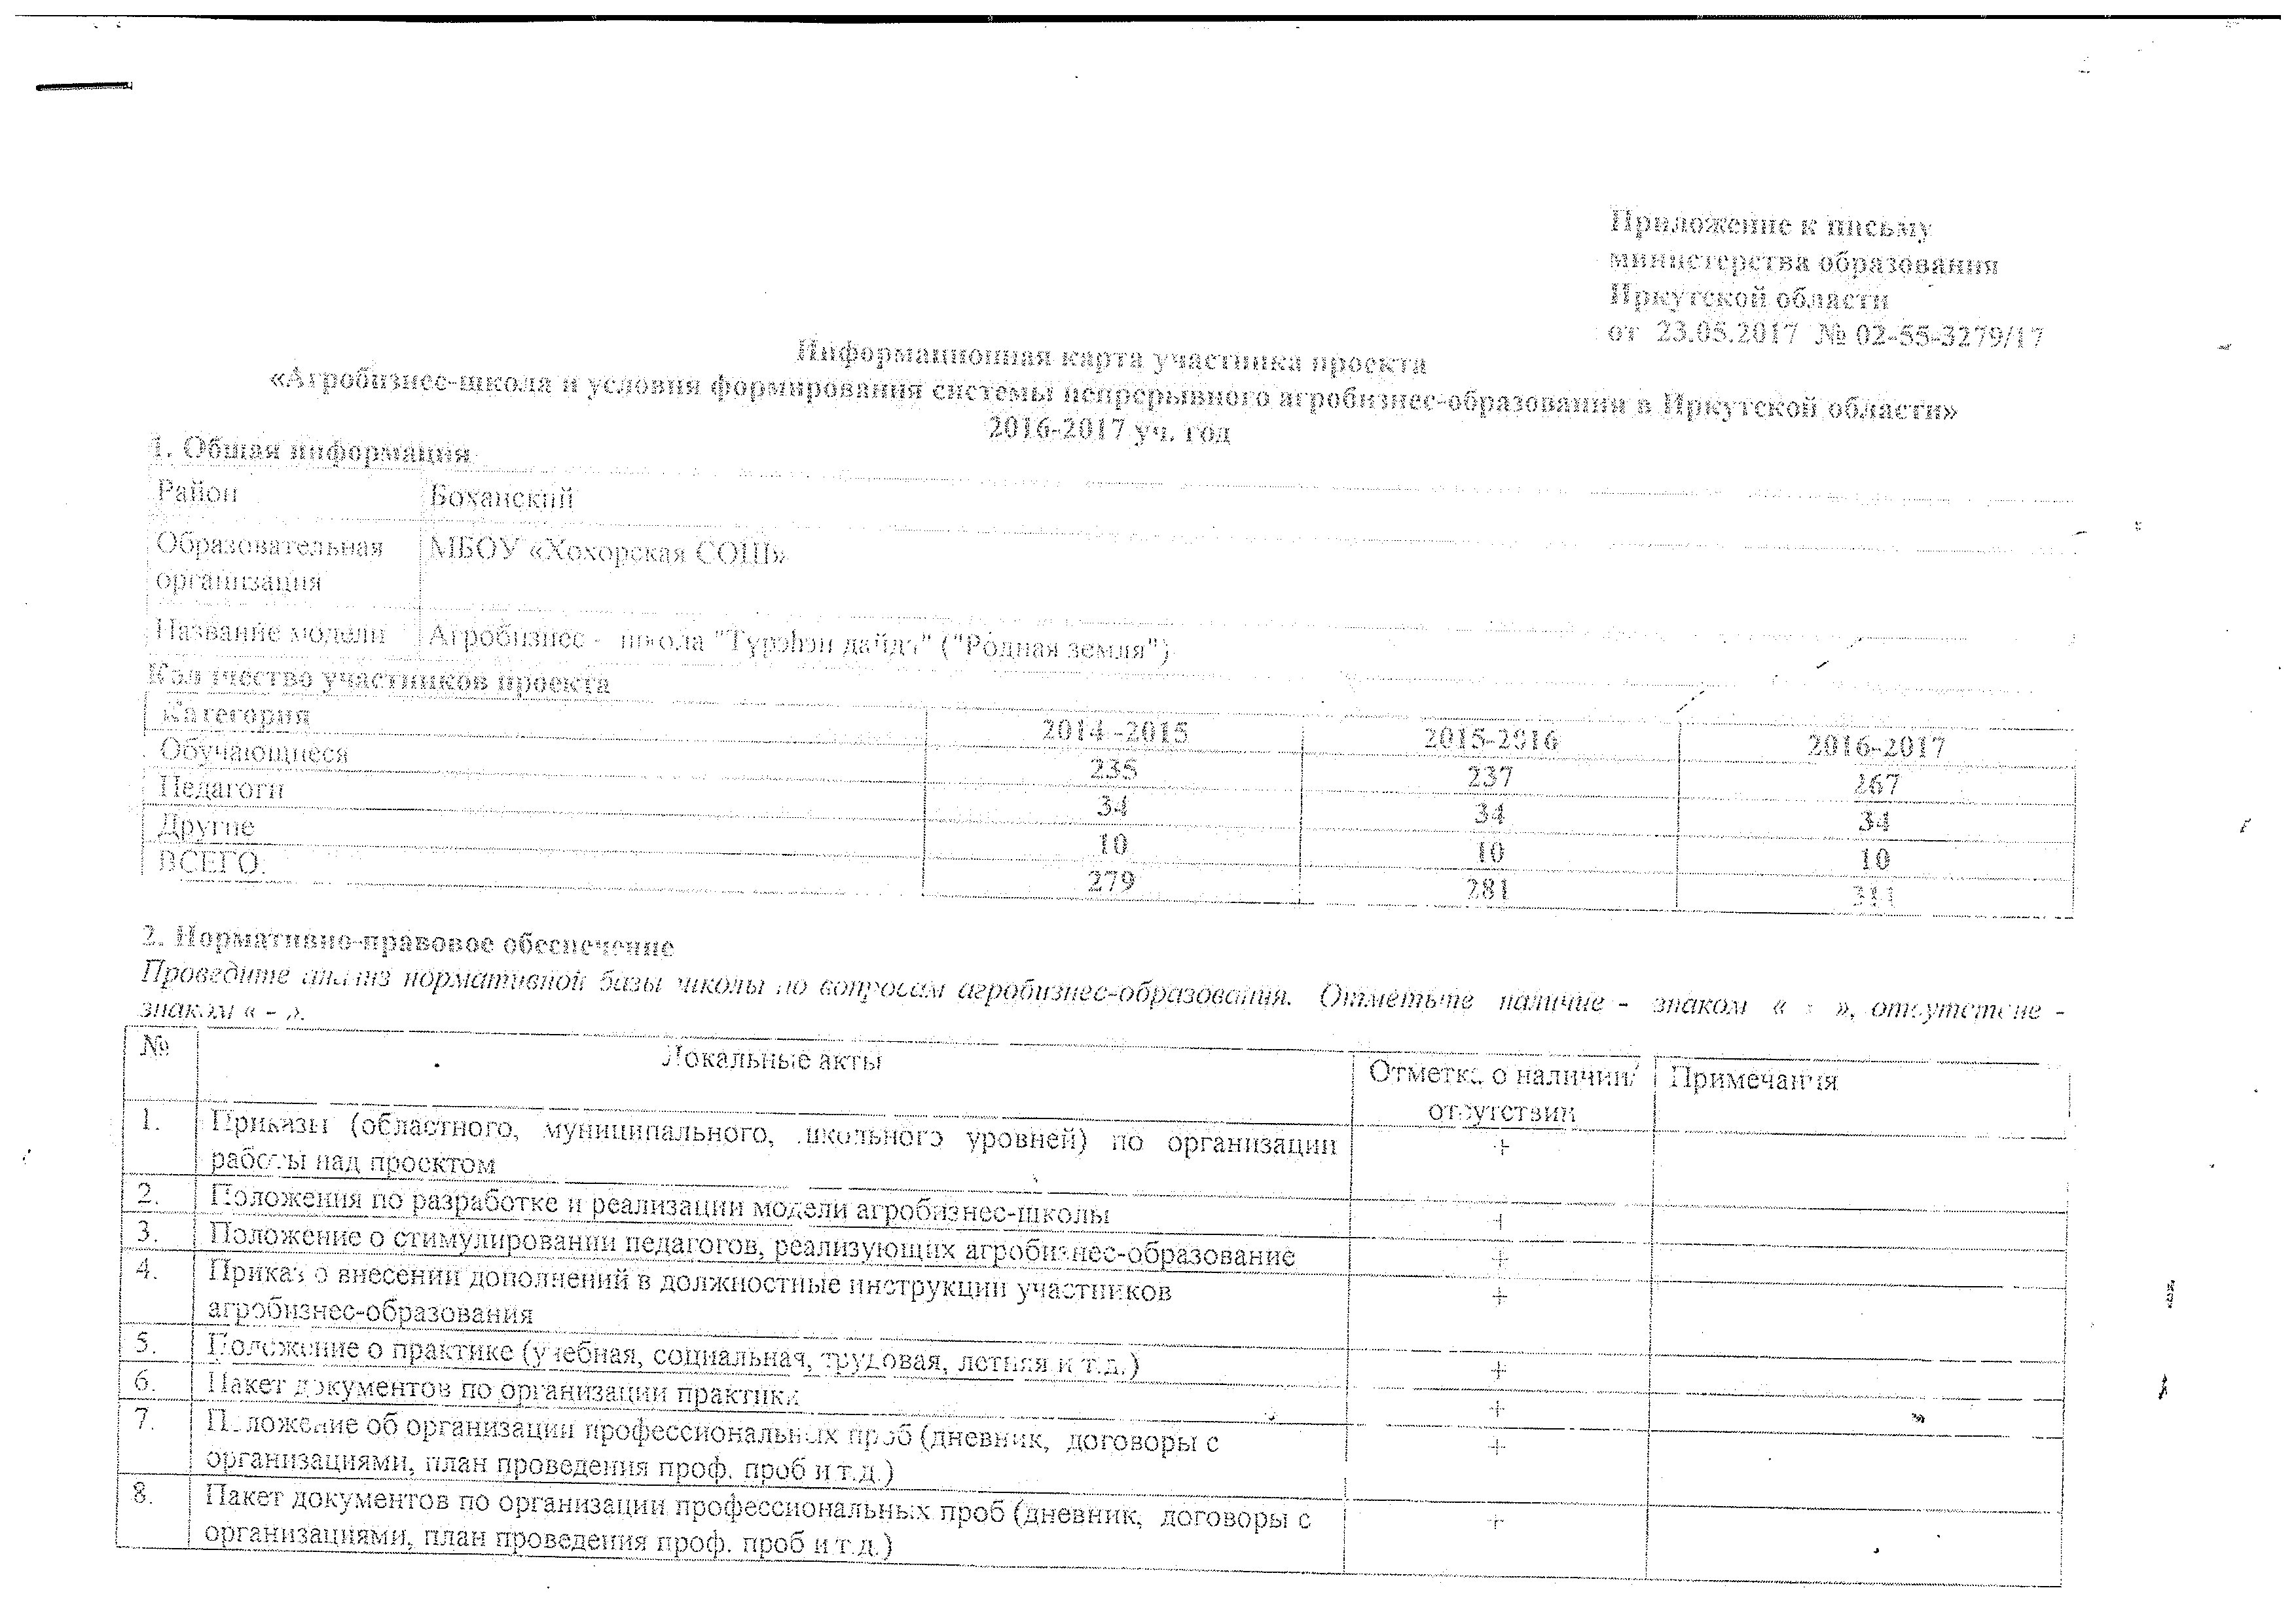 Приложение к письму
министерства образования
Иркутской области
от 23.05.2017 № 02-55-3279/17
Информационная карта участника проекта
«Агробизнес-школа и условия формирования системы непрерывного агробизнес-образования в Иркутской области»
2016-2017 уч. год
1. Общая информация
Район Боханский
Образовательная МБОУ «Хохорская СОШ»
организация
Название модели Агробизнес - школа "Түрэhэн дайда" ("Родная земля")
Количество участников проекта
Категория 2014-2015 2015-2016 2016-2017
Обучающиеся 235 237 267
Педагоги 34 34 34
Другие 10 10 10
ВСЕГО: 279 281 311
2. Нормативно-правовое обеспечение
Проведите анализ нормативной базы школы по вопросам агробизнес-образования. Отметьте наличие - знаком « + », отсутствие -
знаком « - ».
№ Локальные акты Отметка о наличии/ Примечания
отсутствии
1. Приказы (областного, муниципального, школьного уровней) по организации +
работы над проектом
2. Положения по разработке и реализации модели агробизнес-школы +
3. Положение о стимулировании педагогов, реализующих агробизнес-образование +
4. Приказ о внесении дополнений в должностные инструкции участников +
агробизнес-образования
5. Положение о практике (учебная, социальная, трудовая, летняя и т.д.) +
6. Пакет документов по организации практики +
7. Положение об организации профессиональных проб (дневник, договоры с +
организациями, план проведения проф. проб и т.д.)
8. Пакет документов по организации профессиональных проб (дневник, договоры с +
организациями, план проведения проф. проб и т.д.)